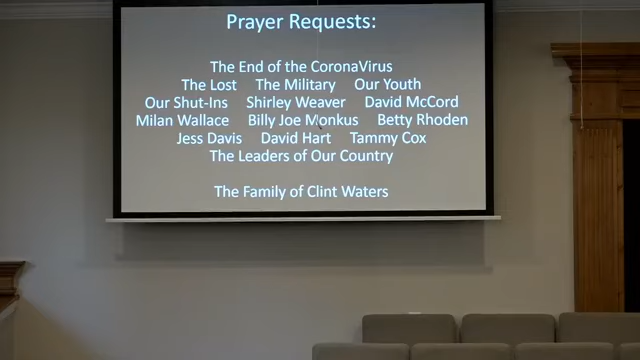 Prayer Requests:
The End of the CoronaVirus
The Lost The Military Our Youth
Our Shut-Ins Shirley Weaver David McCord
Milan Wallace Billy Joe Monkus Betty Rhoden
Jess Davis David Hart Tammy Cox
The Leaders of Our Country
The Family of Clint Waters